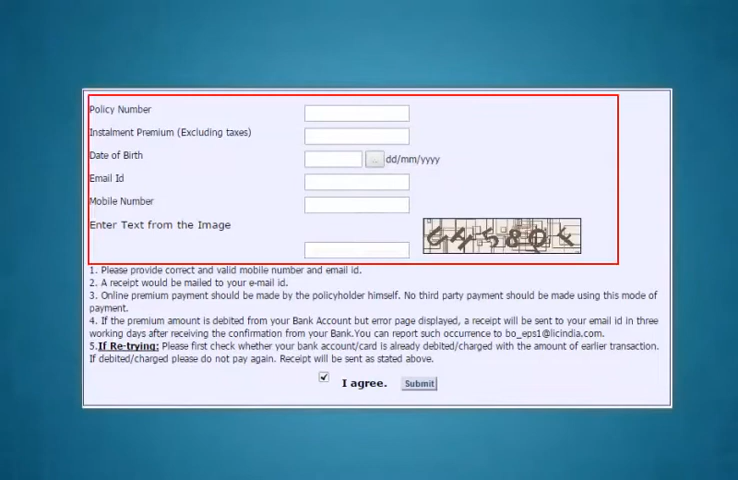 Policy Number
Instalment Premium (Excluding taxes)
Date of Birth
... dd/mm/yyyy
Email Id
Mobile Number
Enter Text from the Image
1. Please provide correct and valid mobile number and email id.
2. A receipt would be mailed to your e-mail id.
3. Online premium payment should be made by the policyholder himself. No third party payment should be made using this mode of
payment.
4. If the premium amount is debited from your Bank Account but error page displayed, a receipt will be sent to your email id in three
working days after receiving the confirmation from your Bank.You can report such occurrence to bo_eps1@licindia.com.
5.If Re-trying: Please first check whether your bank account/card is already debited/charged with the amount of earlier transaction.
If debited/charged please do not pay again. Receipt will be sent as stated above.
I agree. Submit